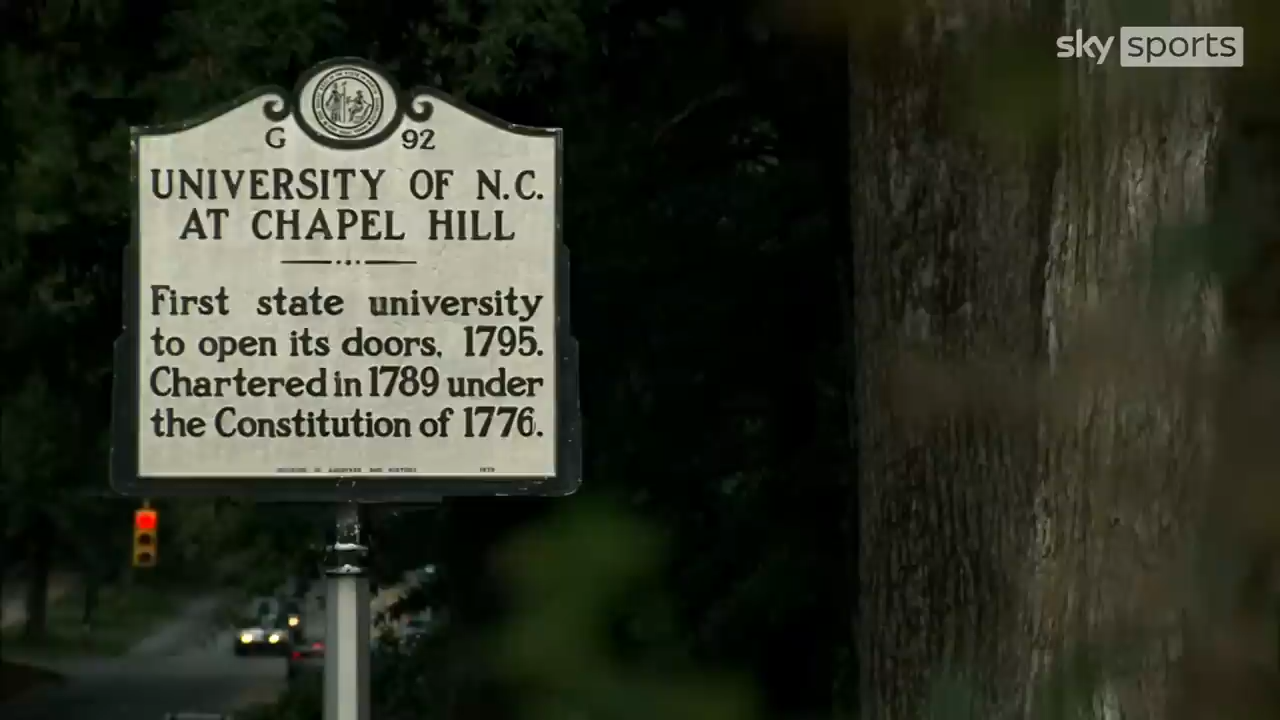 sky sports
G 92
UNIVERSITY OF N.C.
AT CHAPEL HILL
First state university
to open its doors, 1795.
Chartered in 1789 under
the Constitution of 1776.